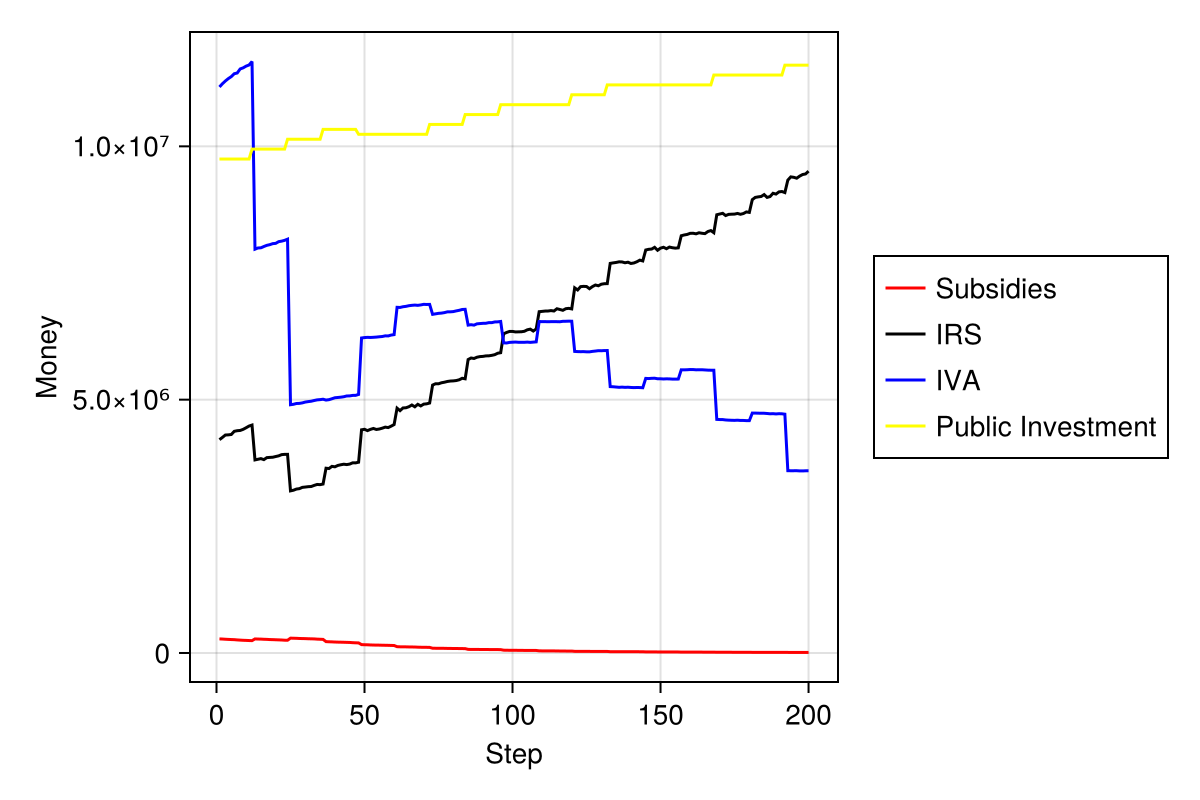 1.0×10⁷
5.0×10⁶
0
Money
0 50 100 150 200
Step
Subsidies
IRS
IVA
Public Investment